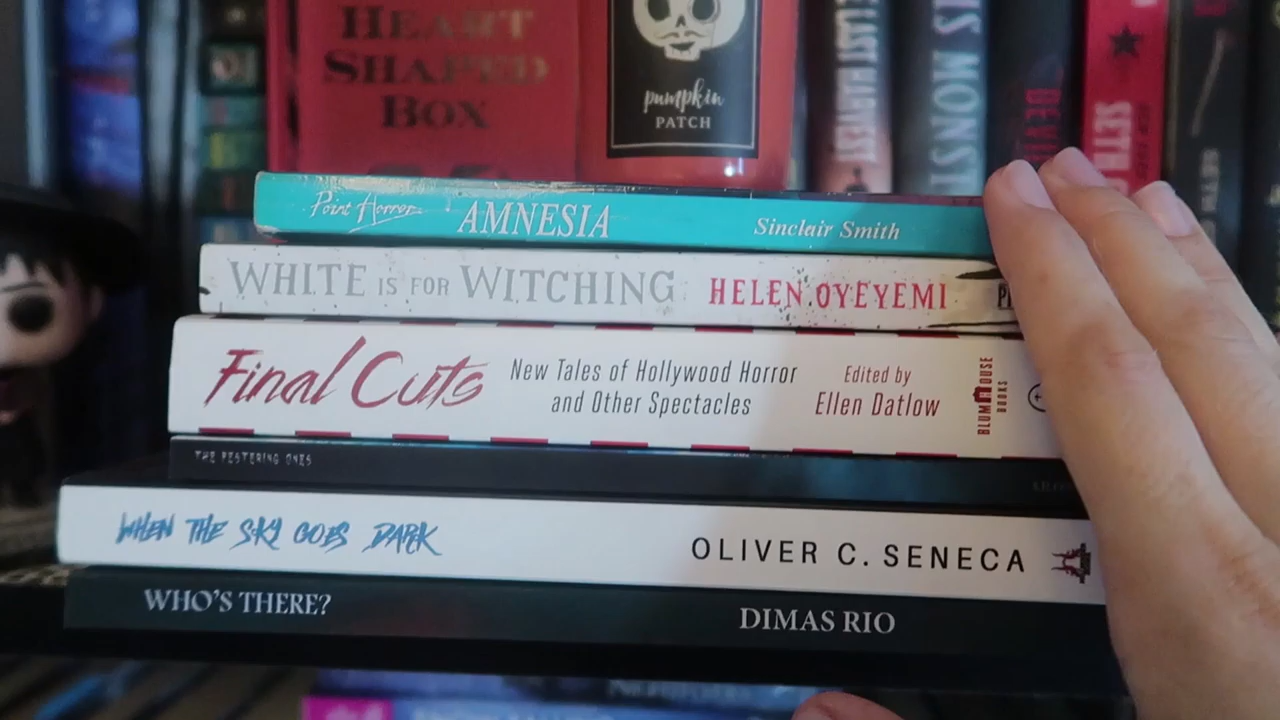 HEART
SHAPED
BOX
pumpkin
PATCH
Point Horror AMNESIA Sinclair Smith
WHITE IS FOR WITCHING HELEN OYEYEMI
Final Cuts New Tales of Hollywood Horror and Other Spectacles Edited by Ellen Datlow BLUMHOUSE BOOKS
THE FESTERING ONES
WHEN THE SKY GOES DARK OLIVER C. SENECA
WHO'S THERE? DIMAS RIO